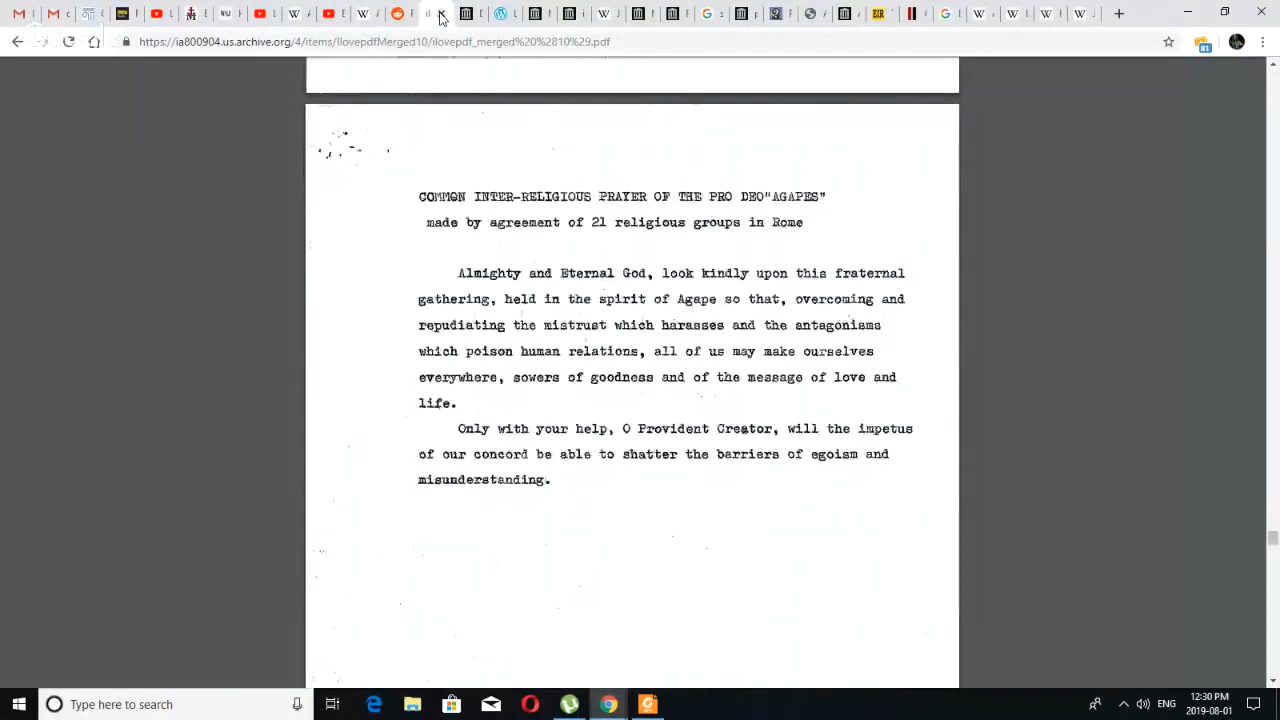 https://ia800904.us.archive.org/4/items/IlovepdfMerged10/ilovepdf_merged%20%2810%29.pdf
81
COMMON INTER-RELIGIOUS PRAYER OF THE PRO DEO"AGAPES"
made by agreement of 21 religious groups in Rome
Almighty and Eternal God, look kindly upon this fraternal
gathering, held in the spirit of Agape so that, overcoming and
repudiating the mistrust which harasses and the antagonisms
which poison human relations, all of us may make ourselves
everywhere, sowers of goodness and of the message of love and
life.
Only with your help, O Provident Creator, will the impetus
of our concord be able to shatter the barriers of egoism and
misunderstanding.
Type here to search
ENG
12:30 PM
2019-08-01